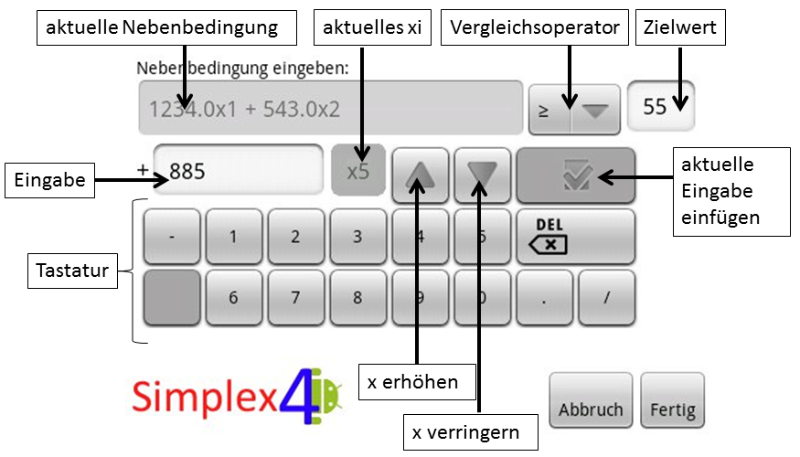 aktuelle Nebenbedingung
aktuelles xi
Vergleichsoperator
Zielwert
Nebenbedingung eingeben:
1234.0x1 + 543.0x2
≥
55
Eingabe
+
885
x5
aktuelle
Eingabe
einfügen
Tastatur
- 1 2 3 4 5 DEL
6 7 8 9 0 . /
x erhöhen
Simplex4
Abbruch
Fertig
x verringern